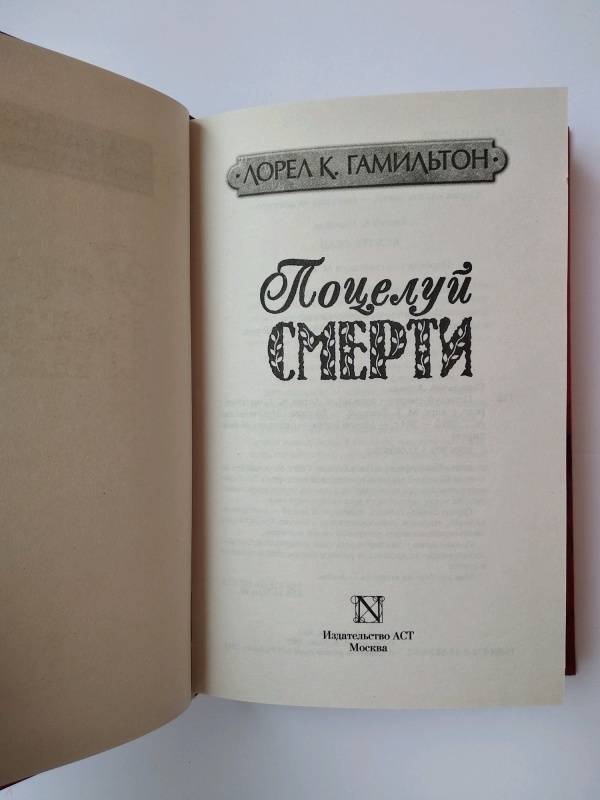 ЛОРЕЛ К. ГАМИЛЬТОН
Поцелуй
СМЕРТИ
N
Издательство АСТ
Москва